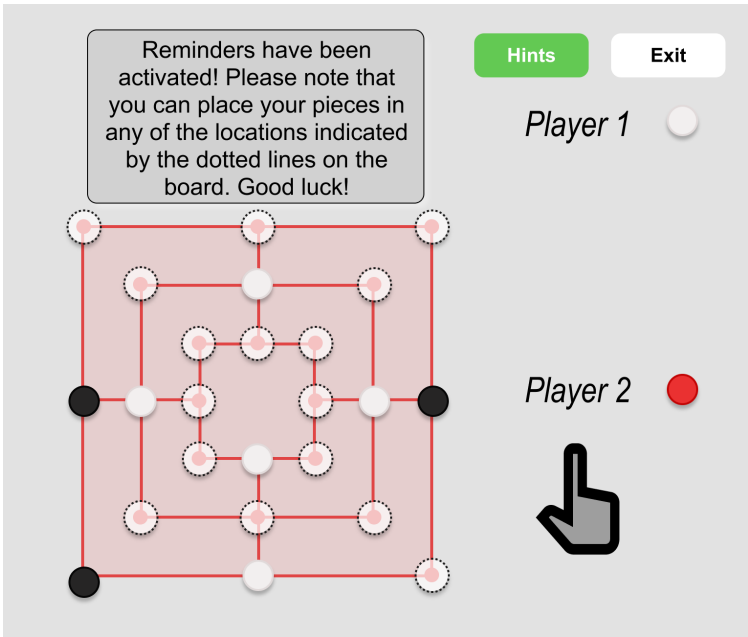 Reminders have been
activated! Please note that
you can place your pieces in
any of the locations indicated
by the dotted lines on the
board. Good luck!
Hints
Exit
Player 1
Player 2